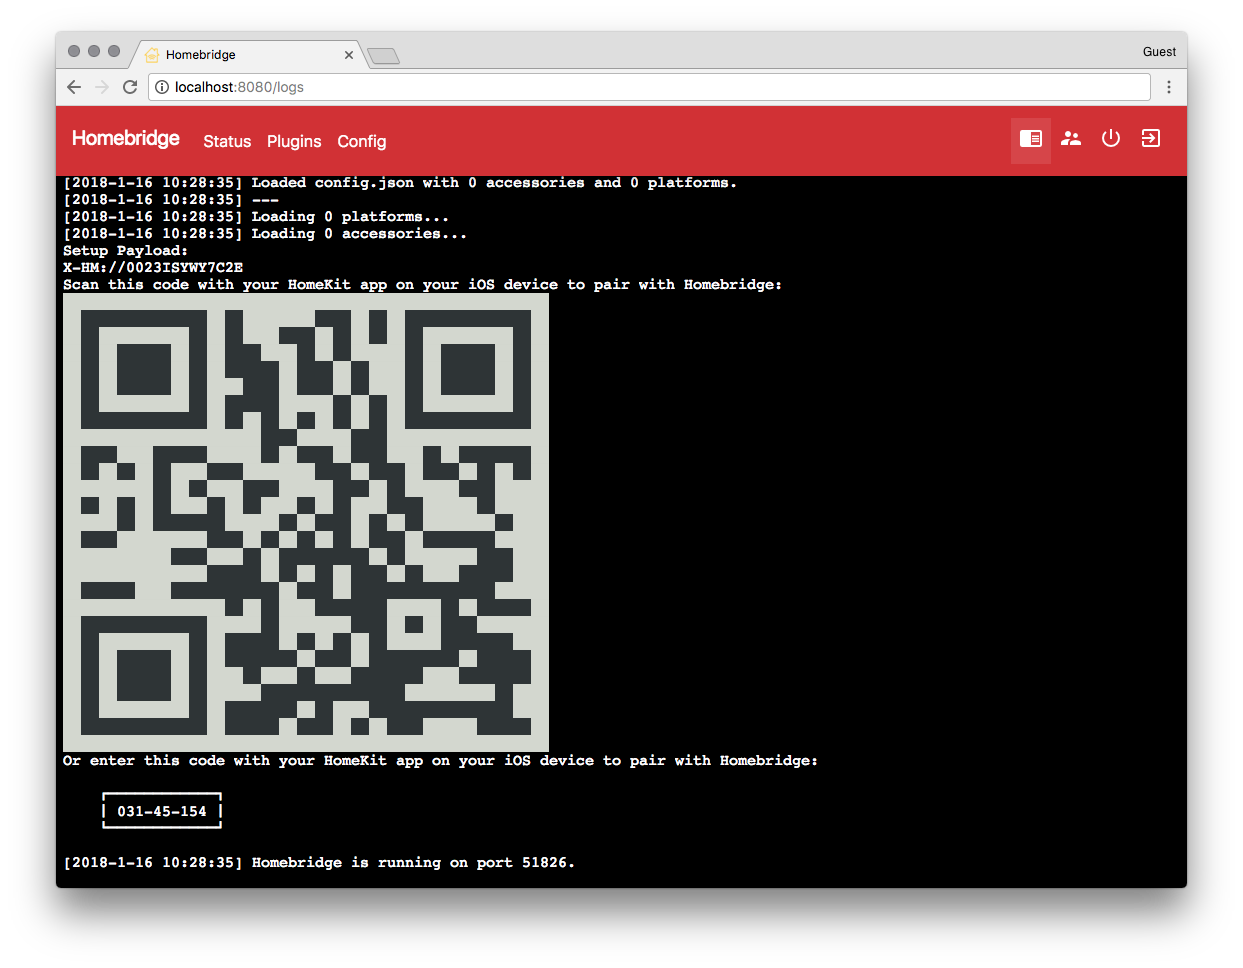 Homebridge
Guest
localhost:8080/logs
Homebridge Status Plugins Config
[2018-1-16 10:28:35] Loaded config.json with 0 accessories and 0 platforms.
[2018-1-16 10:28:35] ---
[2018-1-16 10:28:35] Loading 0 platforms...
[2018-1-16 10:28:35] Loading 0 accessories...
Setup Payload:
X-HM://0023ISYWY7C2E
Scan this code with your HomeKit app on your iOS device to pair with Homebridge:
Or enter this code with your HomeKit app on your iOS device to pair with Homebridge:
031-45-154
[2018-1-16 10:28:35] Homebridge is running on port 51826.